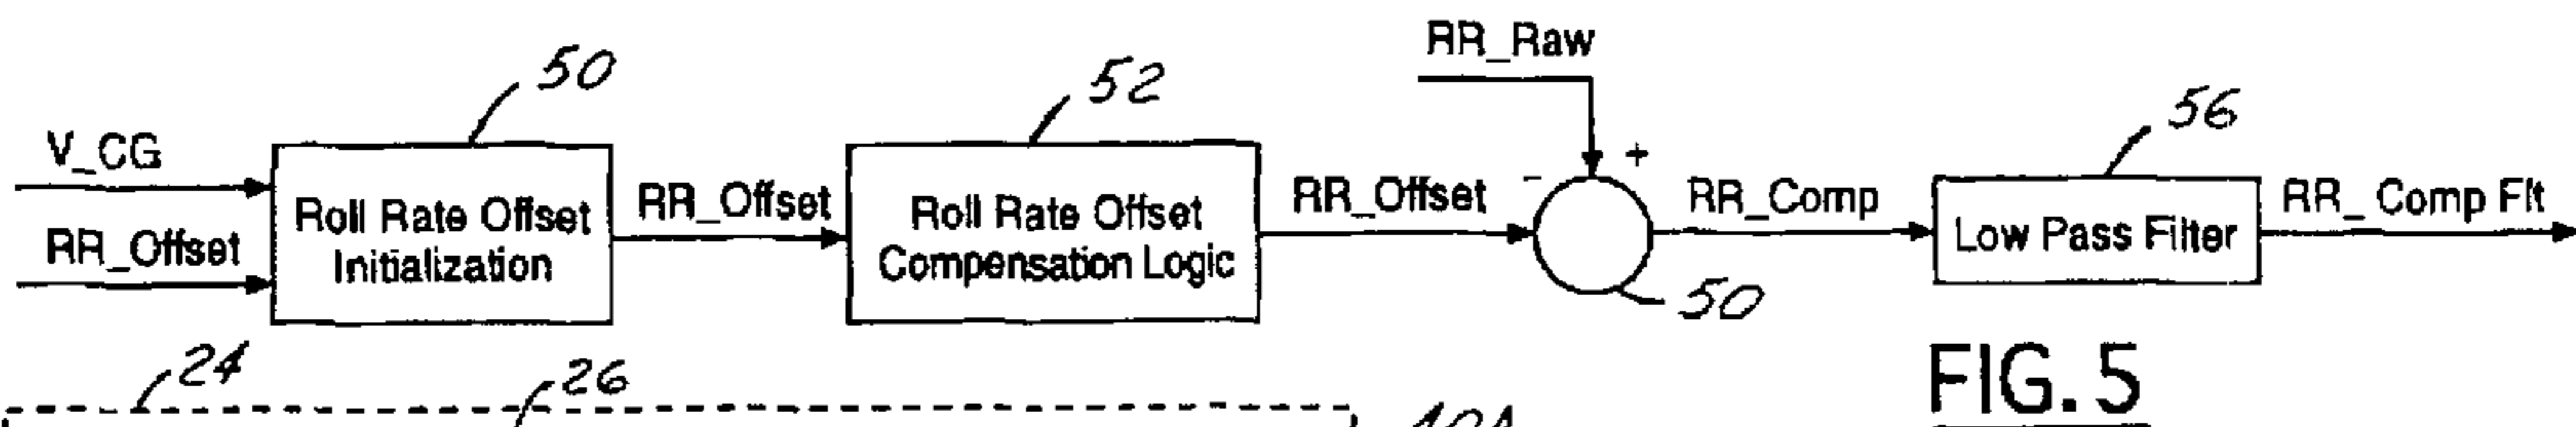 50
52
RR_Raw
56
V_CG
RR_Offset
Roll Rate Offset
Initialization
RR_Offset
Roll Rate Offset
Compensation Logic
RR_Offset
-
+
50
RR_Comp
Low Pass Filter
RR_ Comp Flt
FIG. 5
24
26